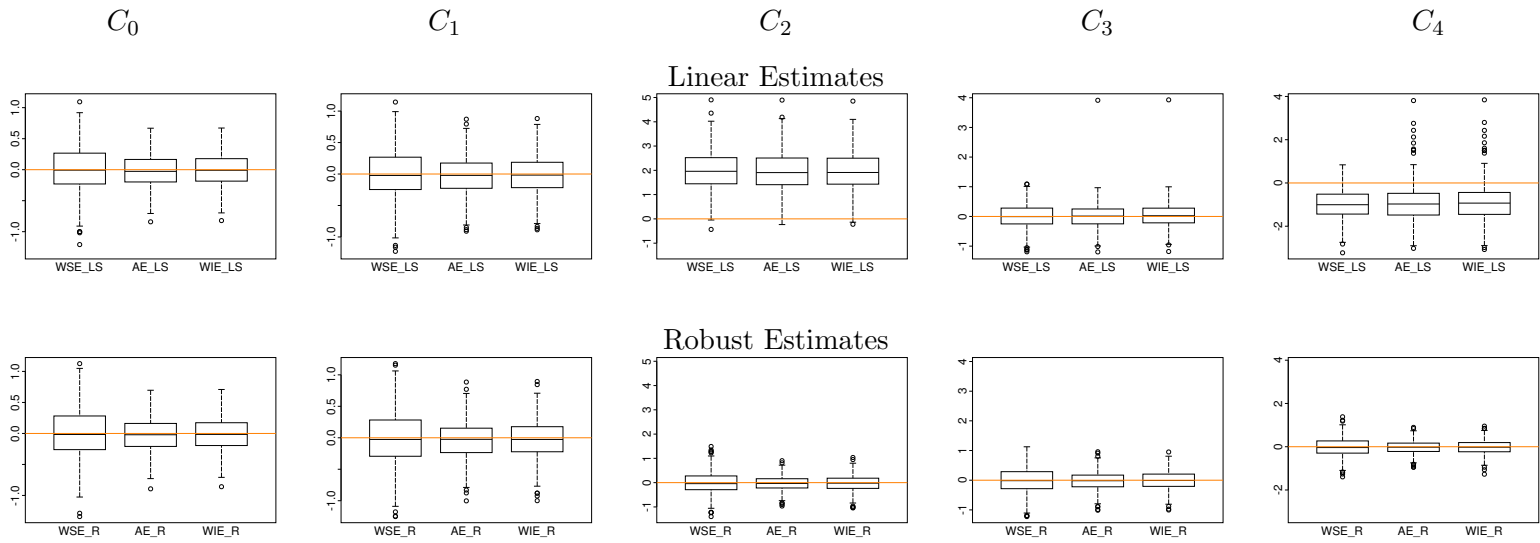 C0 C1 C2 C3 C4
Linear Estimates
-1.0 0.0 0.5 1.0
WSE_LS AE_LS WIE_LS
-1.0 0.0 0.5 1.0
WSE_LS AE_LS WIE_LS
-1 0 1 2 3 4 5
WSE_LS AE_LS WIE_LS
-1 0 1 2 3 4
WSE_LS AE_LS WIE_LS
-2 0 2 4
WSE_LS AE_LS WIE_LS
Robust Estimates
-1.0 0.0 0.5 1.0
WSE_R AE_R WIE_R
-1.0 0.0 0.5 1.0
WSE_R AE_R WIE_R
-1 0 1 2 3 4 5
WSE_R AE_R WIE_R
-1 0 1 2 3 4
WSE_R AE_R WIE_R
-2 0 2 4
WSE_R AE_R WIE_R